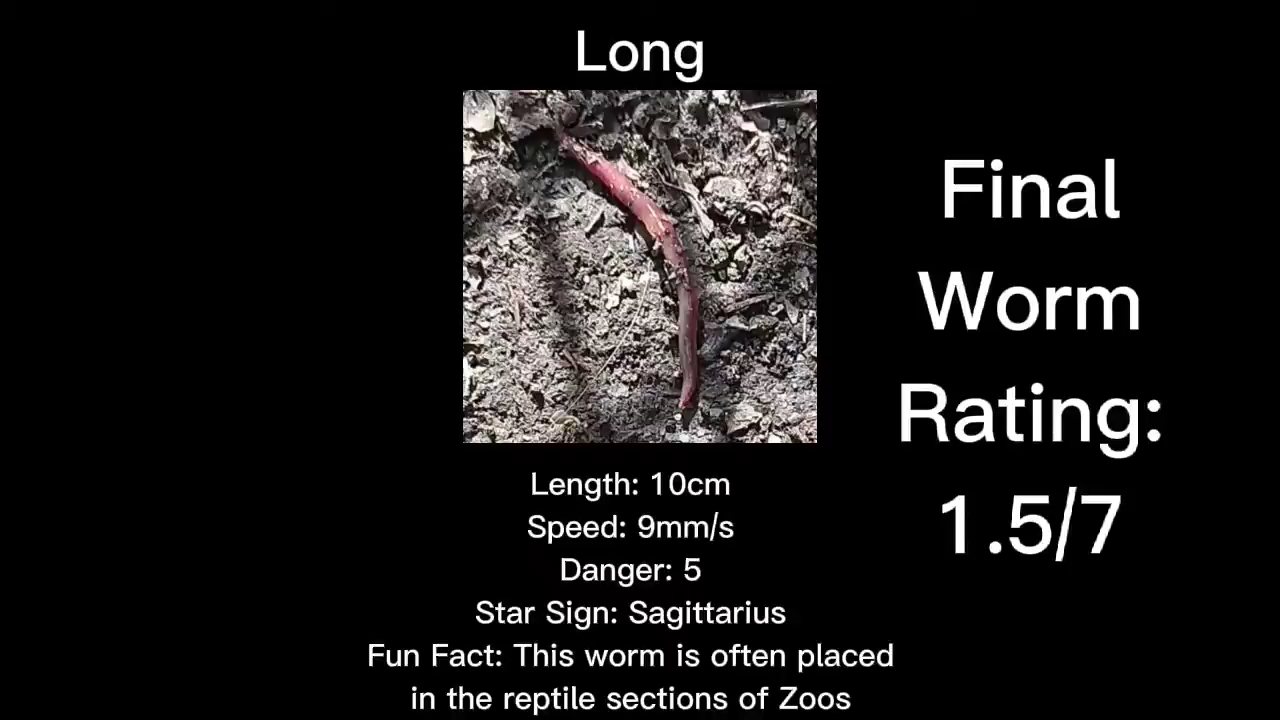 Long
Final
Worm
Rating:
1.5/7
Length: 10cm
Speed: 9mm/s
Danger: 5
Star Sign: Sagittarius
Fun Fact: This worm is often placed
in the reptile sections of Zoos